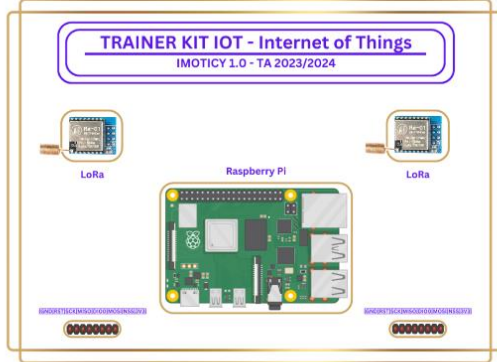 TRAINER KIT IOT - Internet of Things
IMOTICY 1.0 - TA 2023/2024
LoRa
Raspberry Pi
LoRa